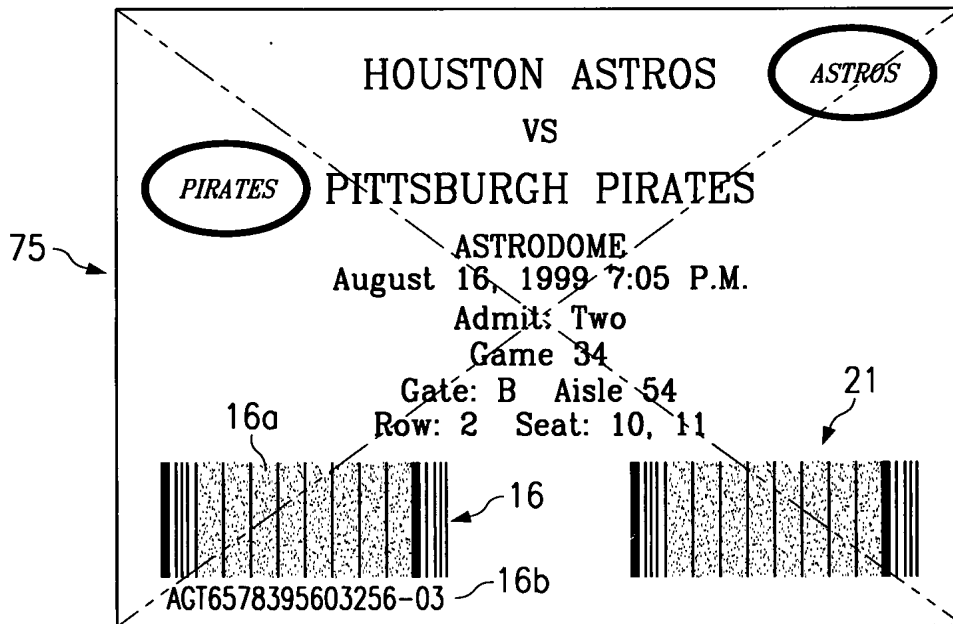 HOUSTON ASTROS
ASTROS
VS
PIRATES
PITTSBURGH PIRATES
75
ASTRODOME
August 16, 1999 7:05 P.M.
Admit: Two
Game 34
Gate: B Aisle 54
21
16a
Row: 2 Seat: 10, 11
16
AGT6578395603256-03
16b